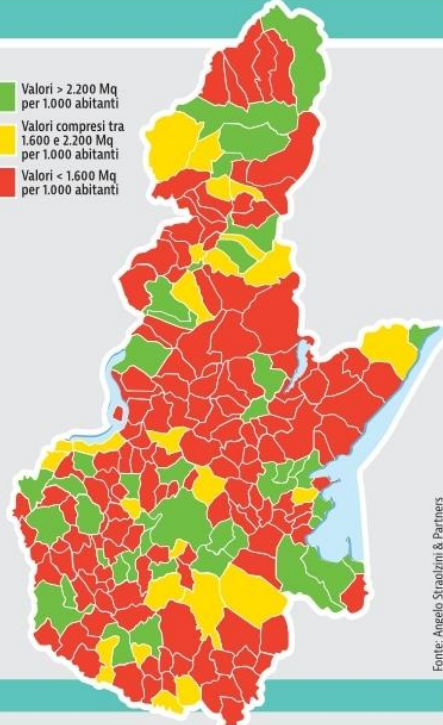 Valori > 2.200 Mq
per 1.000 abitanti
Valori compresi tra
1.600 e 2.200 Mq
per 1.000 abitanti
Valori < 1.600 Mq
per 1.000 abitanti
Fonte: Angelo Straolzini & Partners